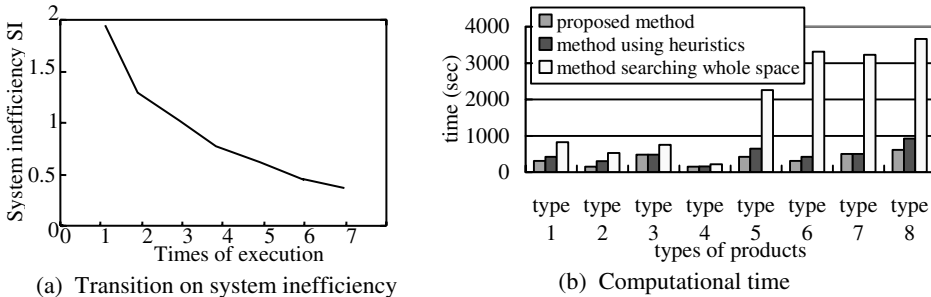 2
1.5
1
0.5
0
0 1 2 3 4 5 6 7
System inefficiency SI
Times of execution
(a) Transition on system inefficiency
proposed method
method using heuristics
method searching whole space
4000
3000
2000
1000
0
time (sec)
type type type type type type type type
1 2 3 4 5 6 7 8
types of products
(b) Computational time